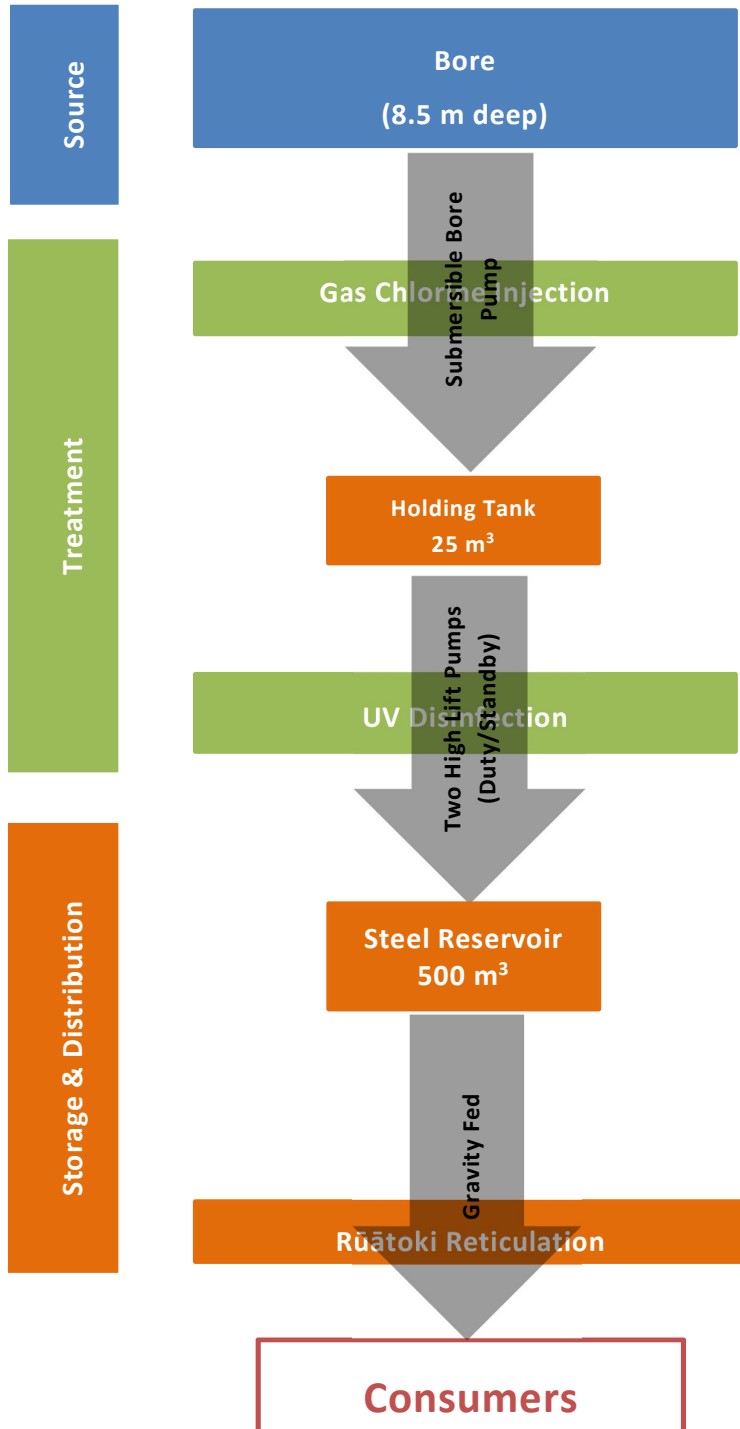 Source
Bore
(8.5 m deep)
Submersible Bore
Pump
Treatment
Gas Chlorine Injection
Holding Tank
25 m³
Two High Lift Pumps
(Duty/Standby)
UV Disinfection
Storage & Distribution
Steel Reservoir
500 m³
Gravity Fed
Rūātoki Reticulation
Consumers